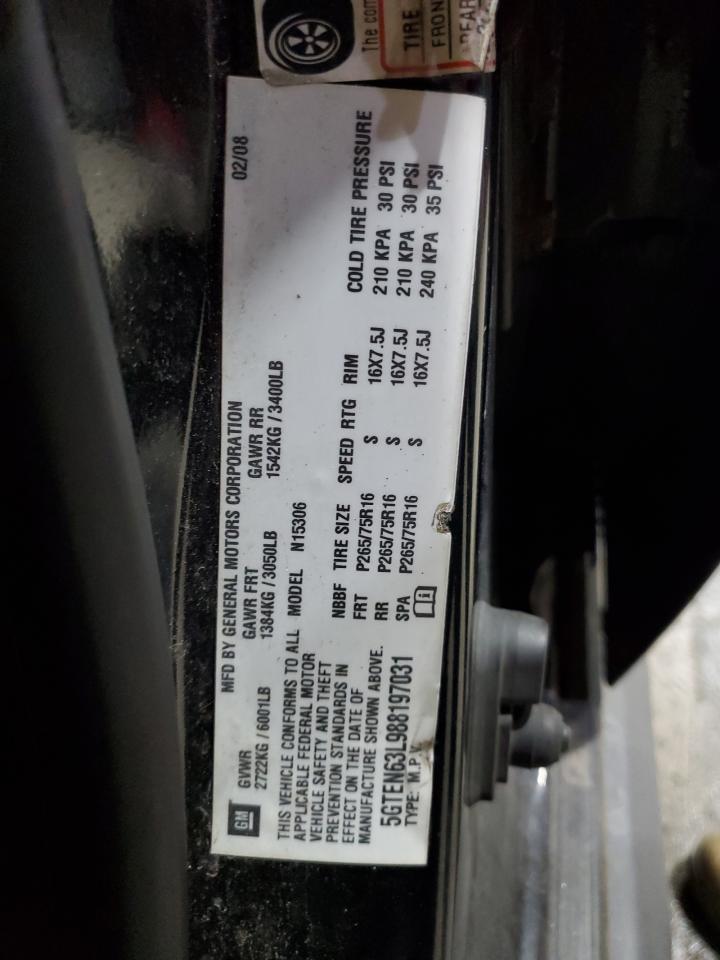 The com
TIRE
FRON
REAR
GM
MFD BY GENERAL MOTORS CORPORATION 02/08
GVWR GAWR FRT GAWR RR
2722KG / 6001LB 1384KG / 3050LB 1542KG / 3400LB
THIS VEHICLE CONFORMS TO ALL
APPLICABLE FEDERAL MOTOR
VEHICLE SAFETY AND THEFT
PREVENTION STANDARDS IN
EFFECT ON THE DATE OF
MANUFACTURE SHOWN ABOVE.
5GTEN63L988197031
TYPE: M.P.V.
MODEL N15306
NBBF TIRE SIZE SPEED RTG RIM COLD TIRE PRESSURE
FRT P265/75R16 S 16X7.5J 210 KPA 30 PSI
RR P265/75R16 S 16X7.5J 210 KPA 30 PSI
SPA P265/75R16 S 16X7.5J 240 KPA 35 PSI